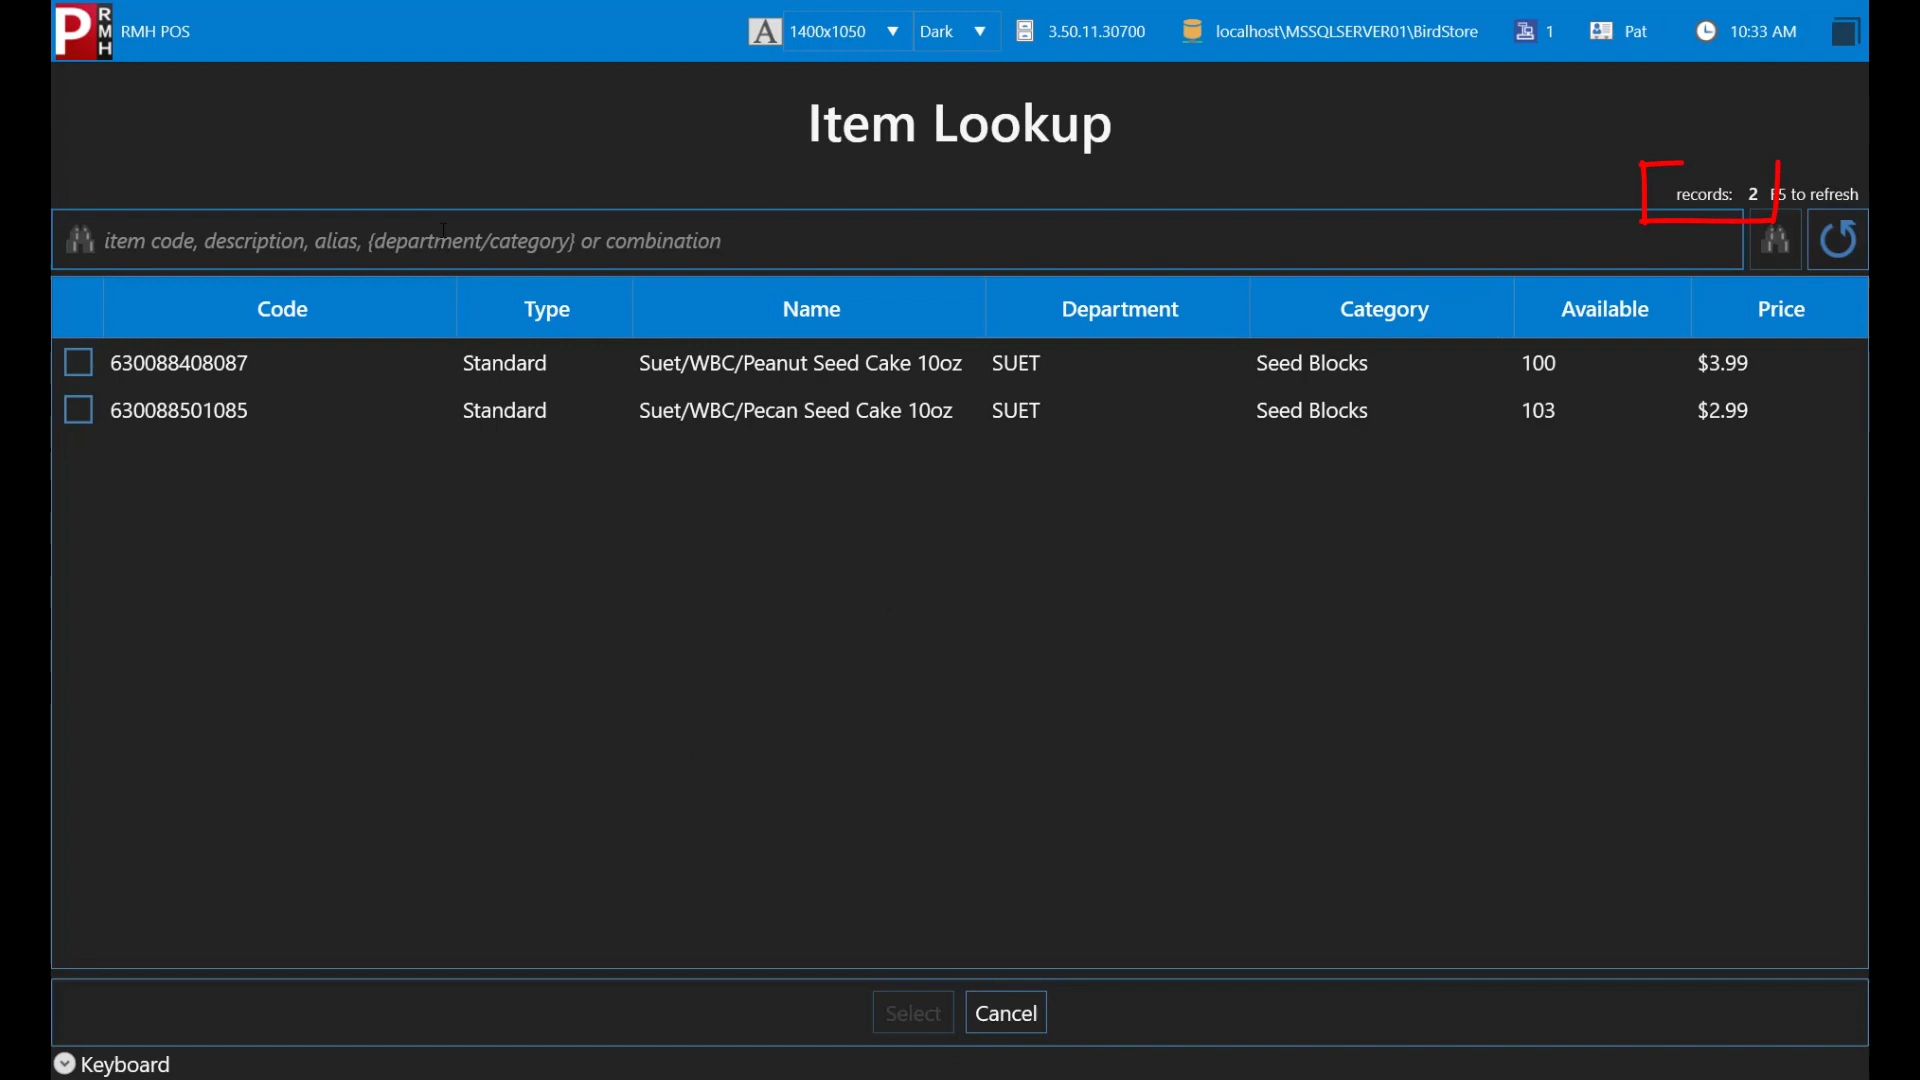 P RMH RMH POS A 1400x1050 Dark 3.50.11.30700 localhost\MSSQLSERVER01\BirdStore 1 Pat 10:33 AM
Item Lookup
records: 2 F5 to refresh
item code, description, alias, {department/category} or combination
Code Type Name Department Category Available Price
630088408087 Standard Suet/WBC/Peanut Seed Cake 10oz SUET Seed Blocks 100 $3.99
630088501085 Standard Suet/WBC/Pecan Seed Cake 10oz SUET Seed Blocks 103 $2.99
Select Cancel
Keyboard